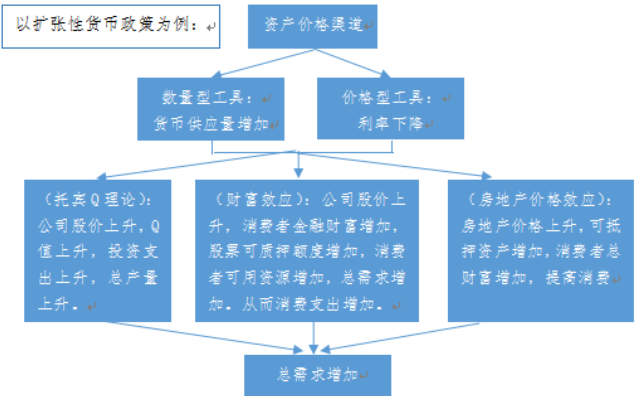 以扩张性货币政策为例：
资产价格渠道
数量型工具：
货币供应量增加
价格型工具：
利率下降
（托宾Q理论）：
公司股价上升，Q
值上升，投资支
出上升，总产量
上升。
（财富效应）：公司股价上
升，消费者金融财富增加，
股票可质押额度增加，消费
者可用资源增加，总需求增
加。从而消费支出增加。
（房地产价格效应）：
房地产价格上升，可抵
押资产增加，消费者总
财富增加，提高消费
总需求增加